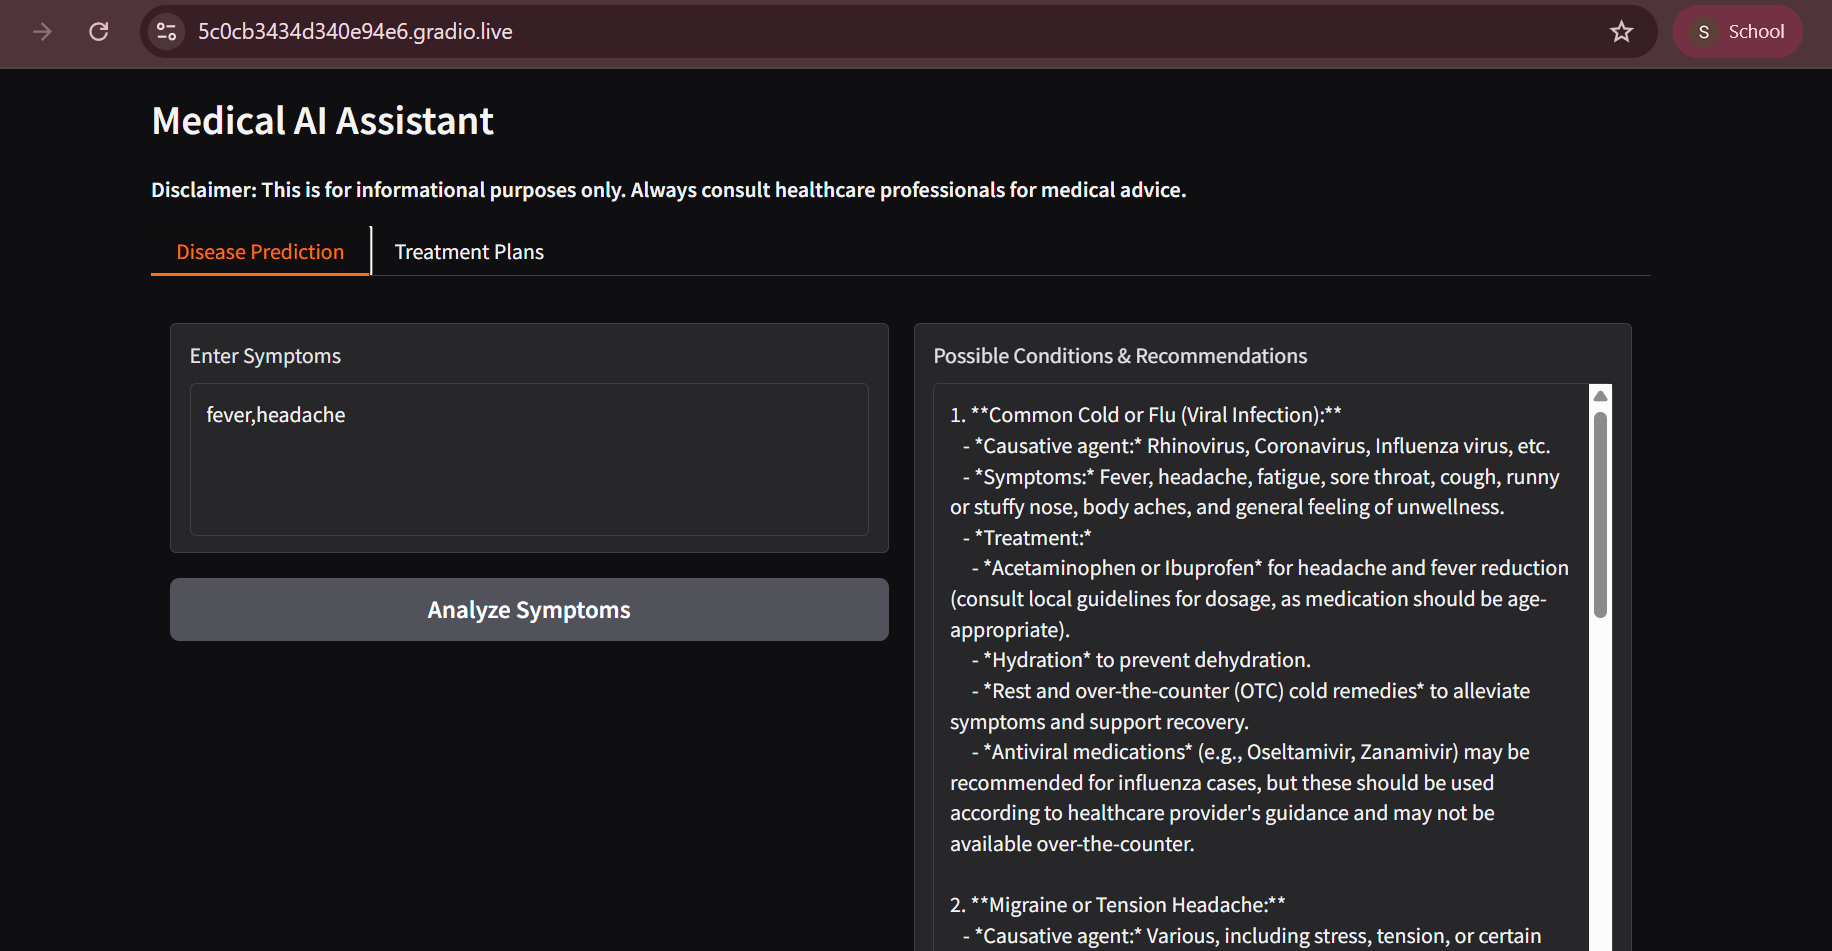 5c0cb3434d340e94e6.gradio.live
S School
Medical AI Assistant
Disclaimer: This is for informational purposes only. Always consult healthcare professionals for medical advice.
Disease Prediction
Treatment Plans
Enter Symptoms
fever,headache
Analyze Symptoms
Possible Conditions & Recommendations
1. **Common Cold or Flu (Viral Infection):**
- *Causative agent:* Rhinovirus, Coronavirus, Influenza virus, etc.
- *Symptoms:* Fever, headache, fatigue, sore throat, cough, runny
or stuffy nose, body aches, and general feeling of unwellness.
- *Treatment:*
- *Acetaminophen or Ibuprofen* for headache and fever reduction
(consult local guidelines for dosage, as medication should be age-
appropriate).
- *Hydration* to prevent dehydration.
- *Rest and over-the-counter (OTC) cold remedies* to alleviate
symptoms and support recovery.
- *Antiviral medications* (e.g., Oseltamivir, Zanamivir) may be
recommended for influenza cases, but these should be used
according to healthcare provider's guidance and may not be
available over-the-counter.
2. **Migraine or Tension Headache:**
- *Causative agent:* Various, including stress, tension, or certain